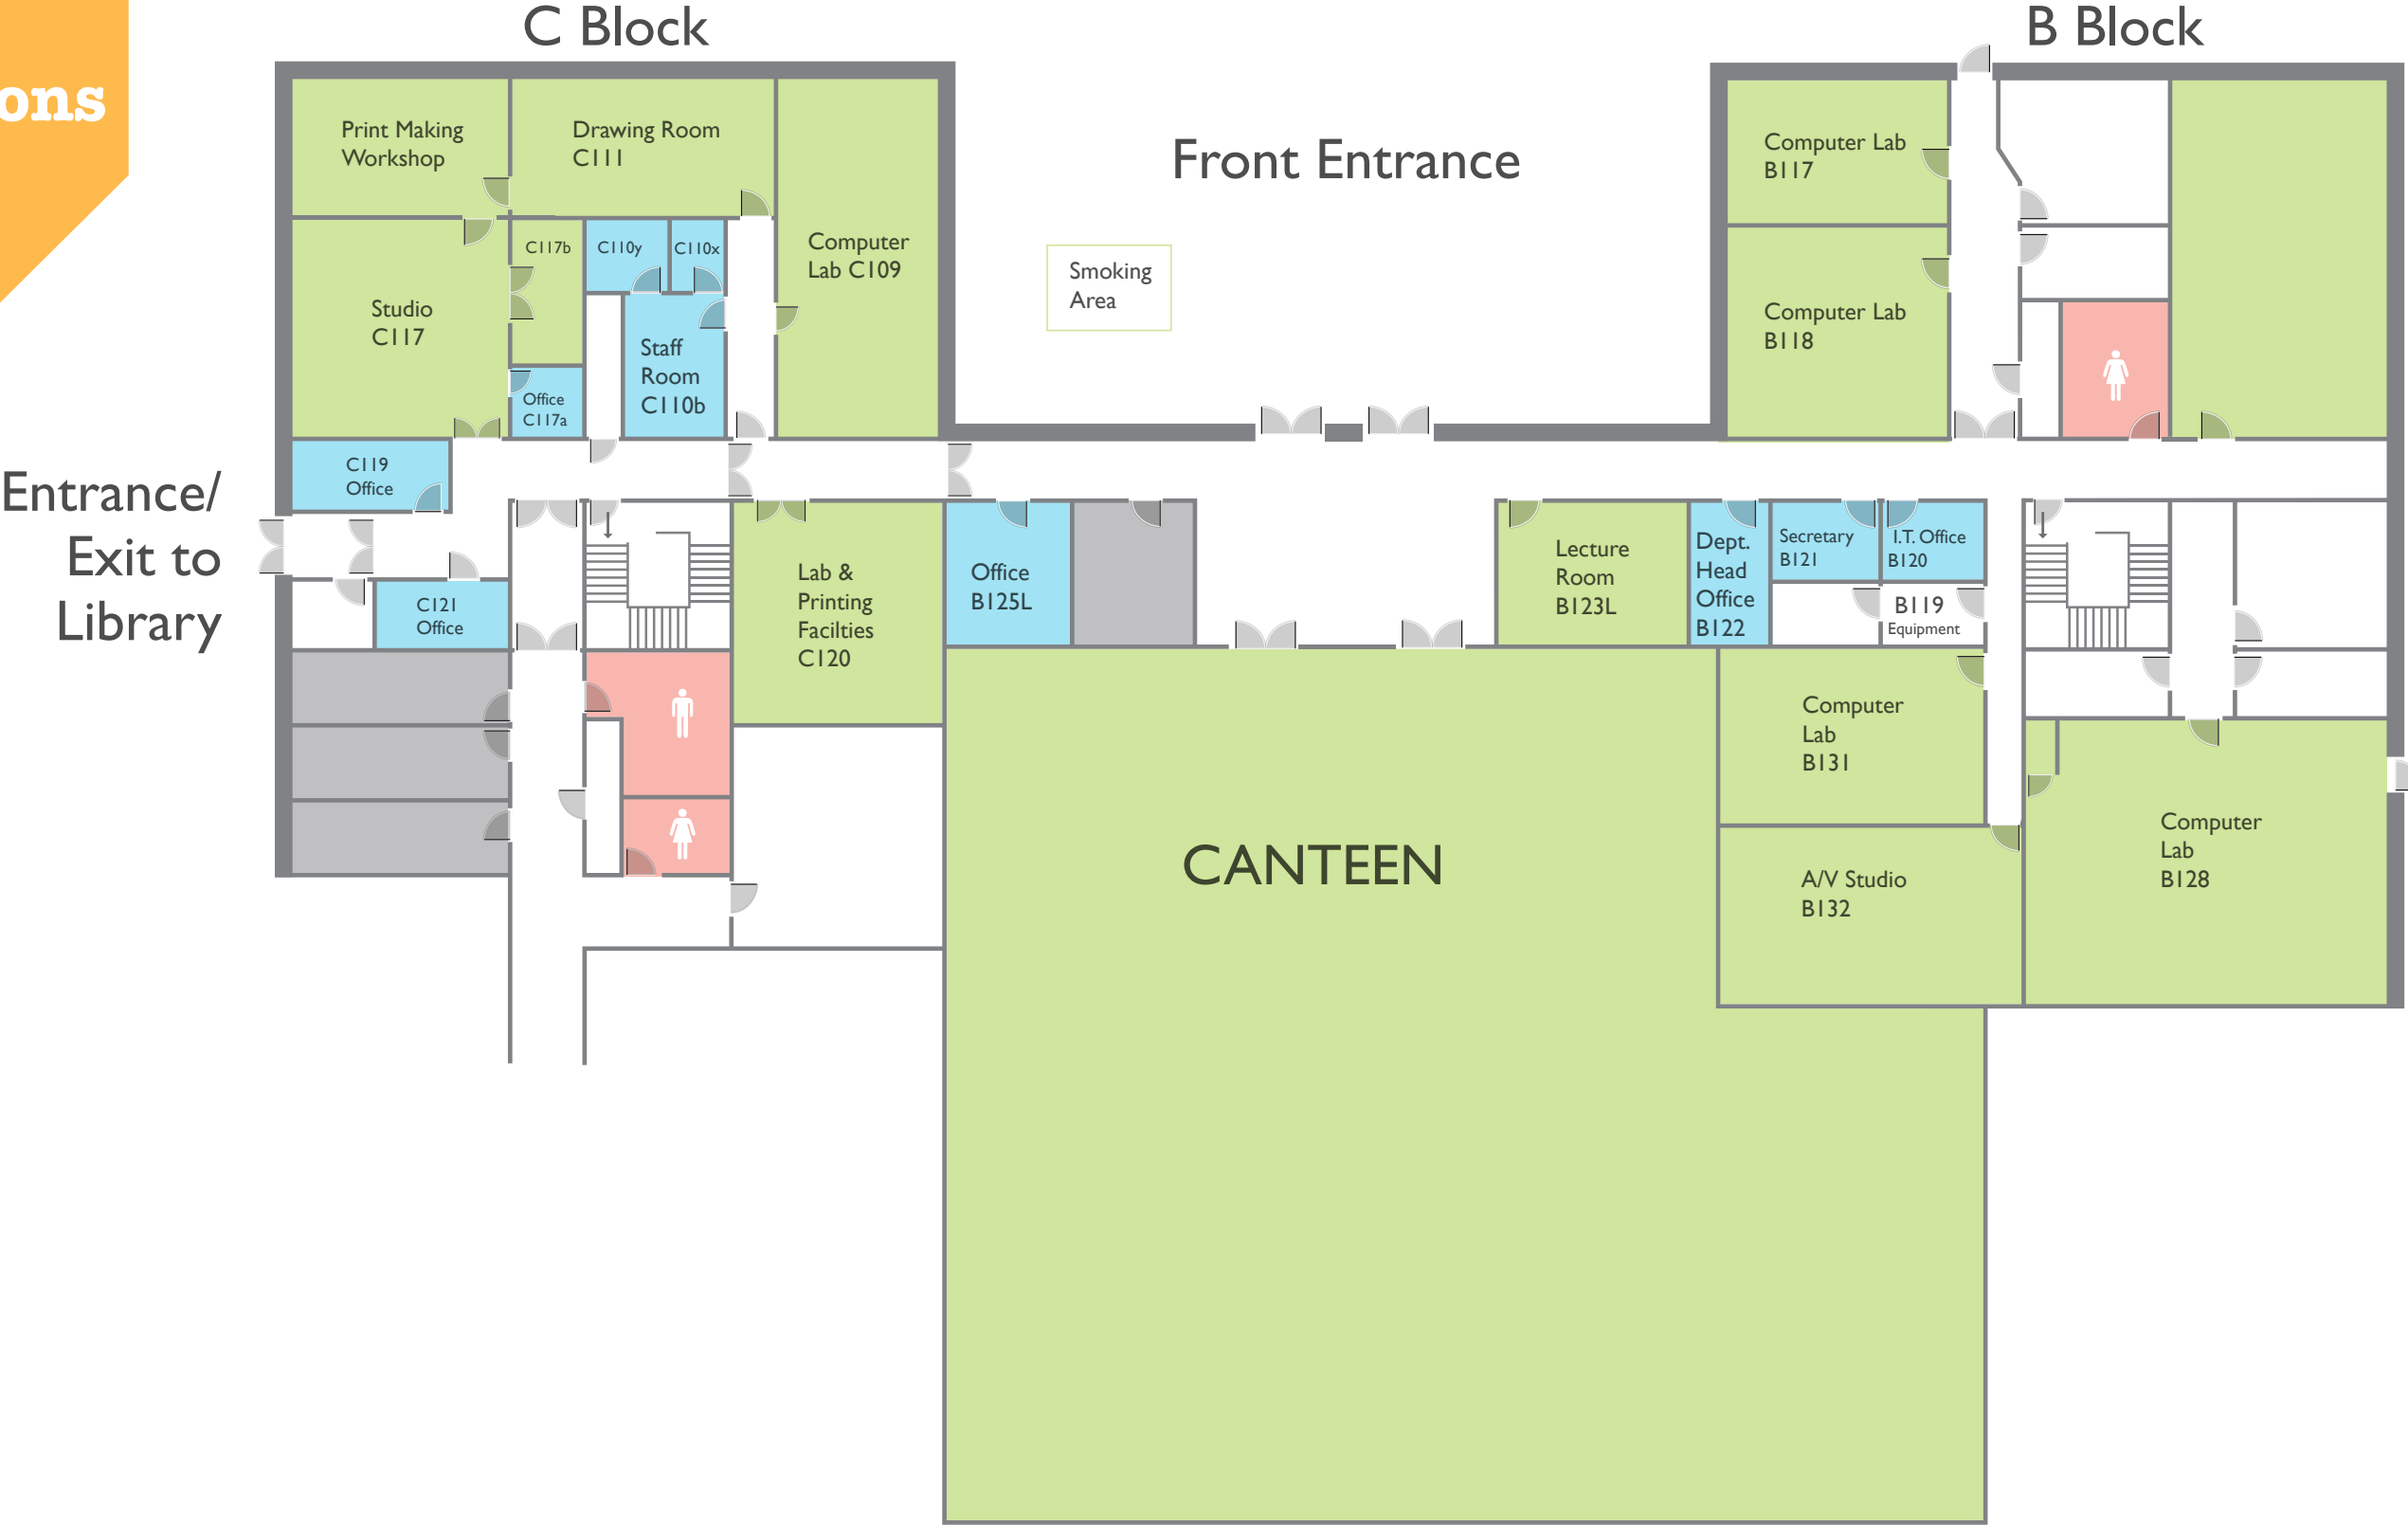 ons
C Block
B Block
Front Entrance
Smoking
Area
Print Making
Workshop
Drawing Room
C111
Computer
Lab C109
C117b
C110y
C110x
Studio
C117
Staff
Room
C110b
Office
C117a
C119
Office
Entrance/
Exit to
Library
C121
Office
Lab &
Printing
Facilties
C120
Office
B125L
Computer Lab
B117
Computer Lab
B118
Lecture
Room
B123L
Dept.
Head
Office
B122
Secretary
B121
I.T. Office
B120
B119
Equipment
Computer
Lab
B131
A/V Studio
B132
Computer
Lab
B128
CANTEEN